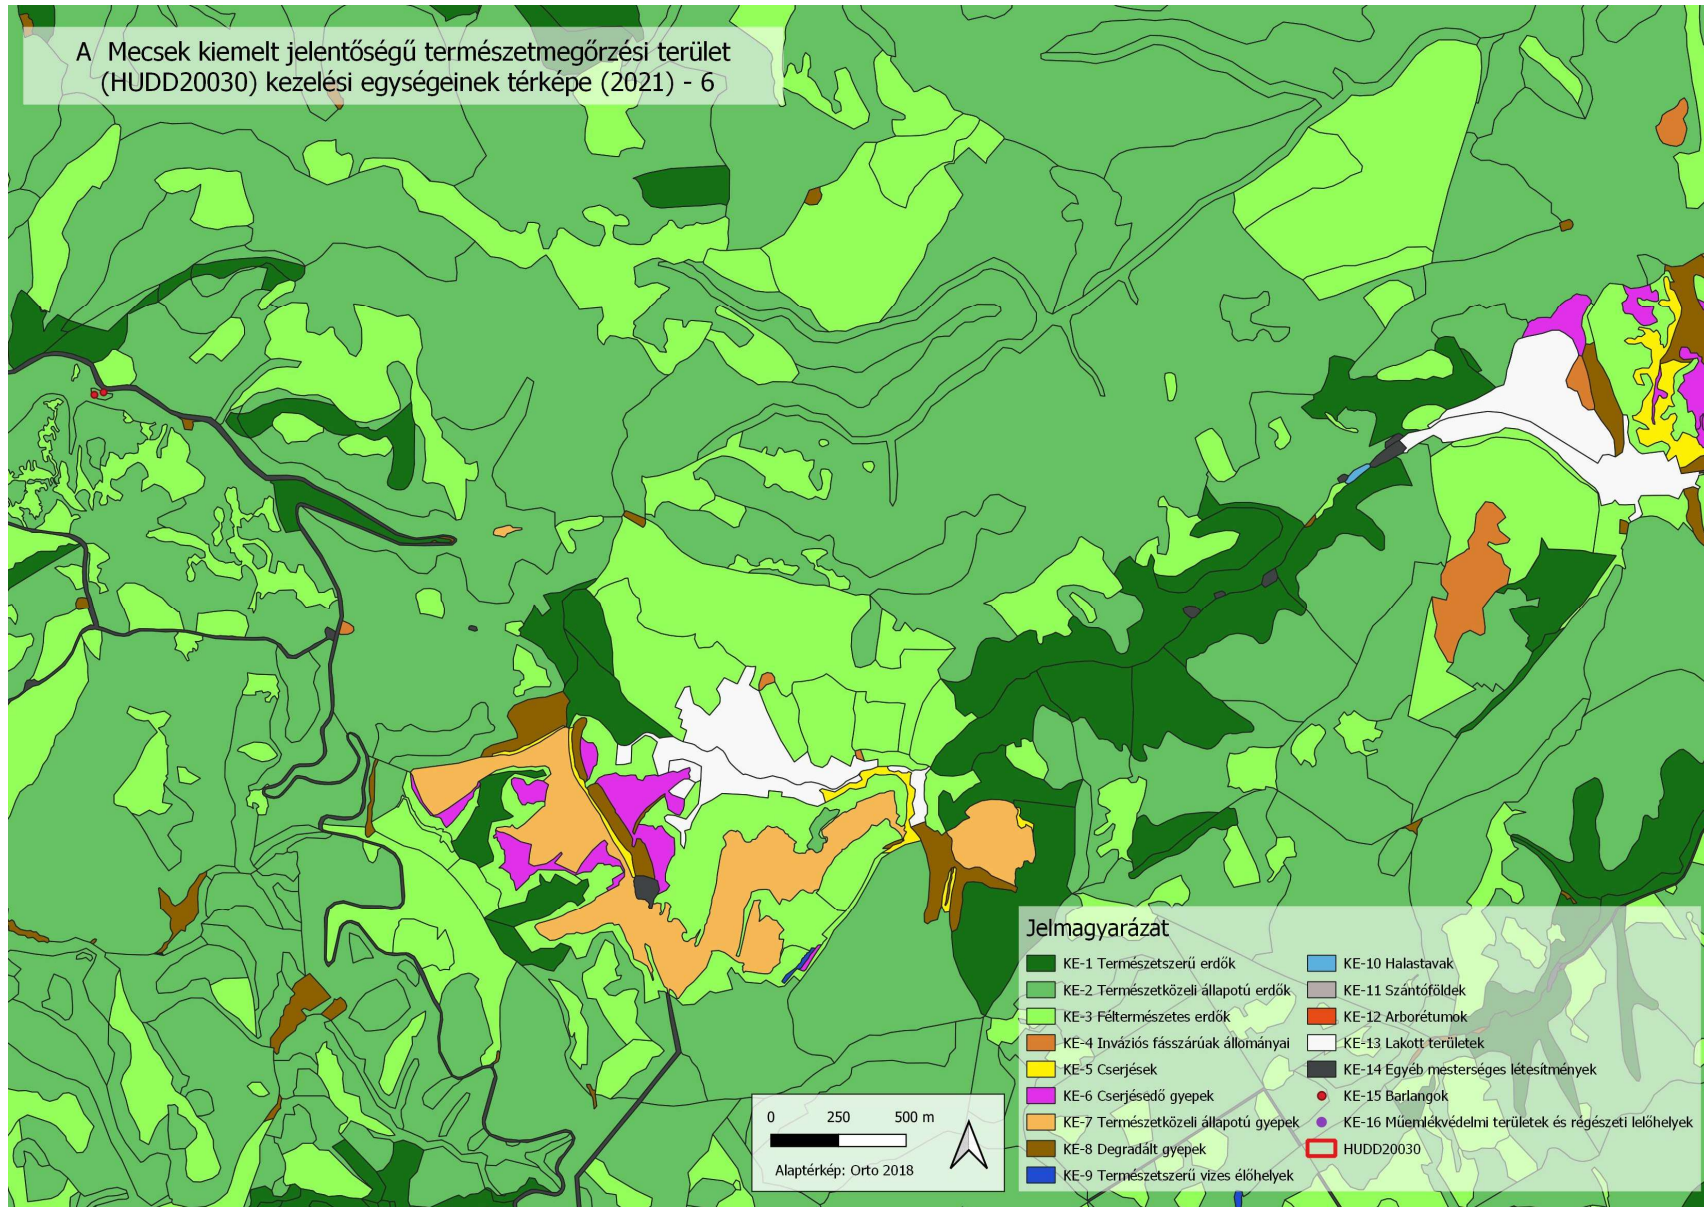 A Mecsek kiemelt jelentőségű természetmegőrzési terület
(HUDD20030) kezelési egységeinek térképe (2021) - 6
0 250 500 m
Alaptérkép: Orto 2018
Jelmagyarázat
KE-1 Természetszerű erdők
KE-2 Természetközeli állapotú erdők
KE-3 Féltermészetes erdők
KE-4 Inváziós fásszárúak állományai
KE-5 Cserjések
KE-6 Cserjésedő gyepek
KE-7 Természetközeli állapotú gyepek
KE-8 Degradált gyepek
KE-9 Természetszerű vizes élőhelyek
KE-10 Halastavak
KE-11 Szántóföldek
KE-12 Arborétumok
KE-13 Lakott területek
KE-14 Egyéb mesterséges létesítmények
KE-15 Barlangok
KE-16 Műemlékvédelmi területek és régészeti lelőhelyek
HUDD20030